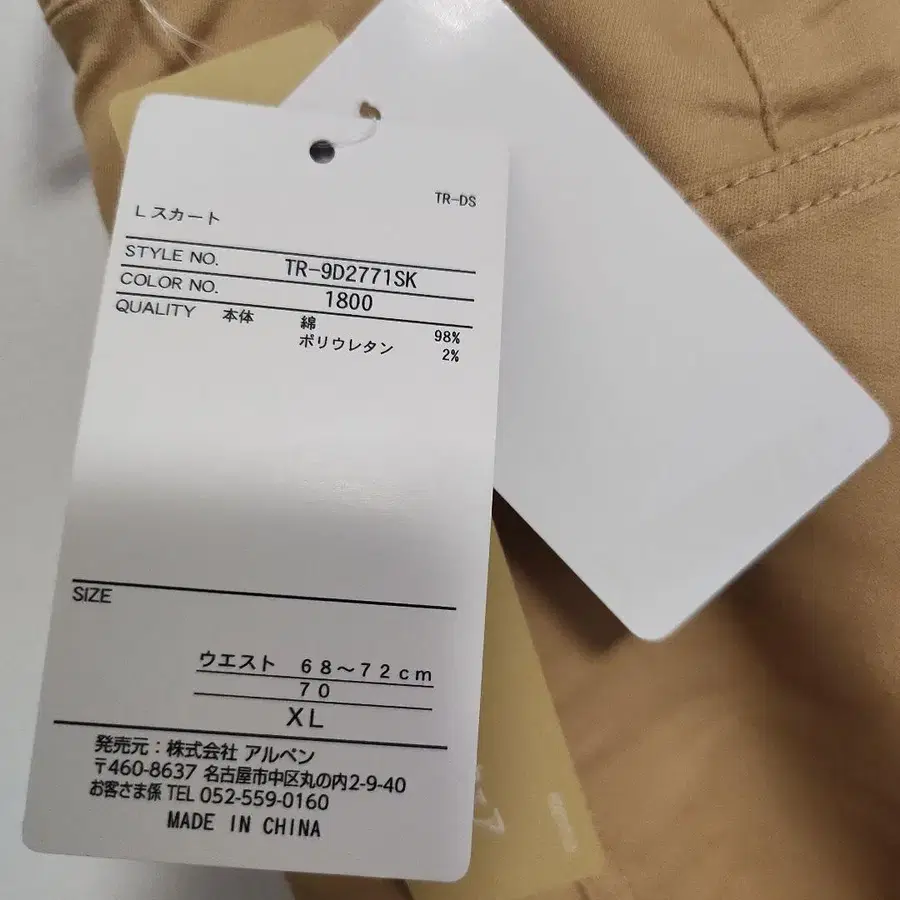 TR-DS
L スカート
STYLE NO. TR-9D2771SK
COLOR NO. 1800
QUALITY 本体 綿 98%
ポリウレタン 2%
SIZE
ウエスト 68～72cm
70
XL
発売元：株式会社 アルペン
〒460-8637 名古屋市中区丸の内2-9-40
お客さま係 TEL 052-559-0160
MADE IN CHINA